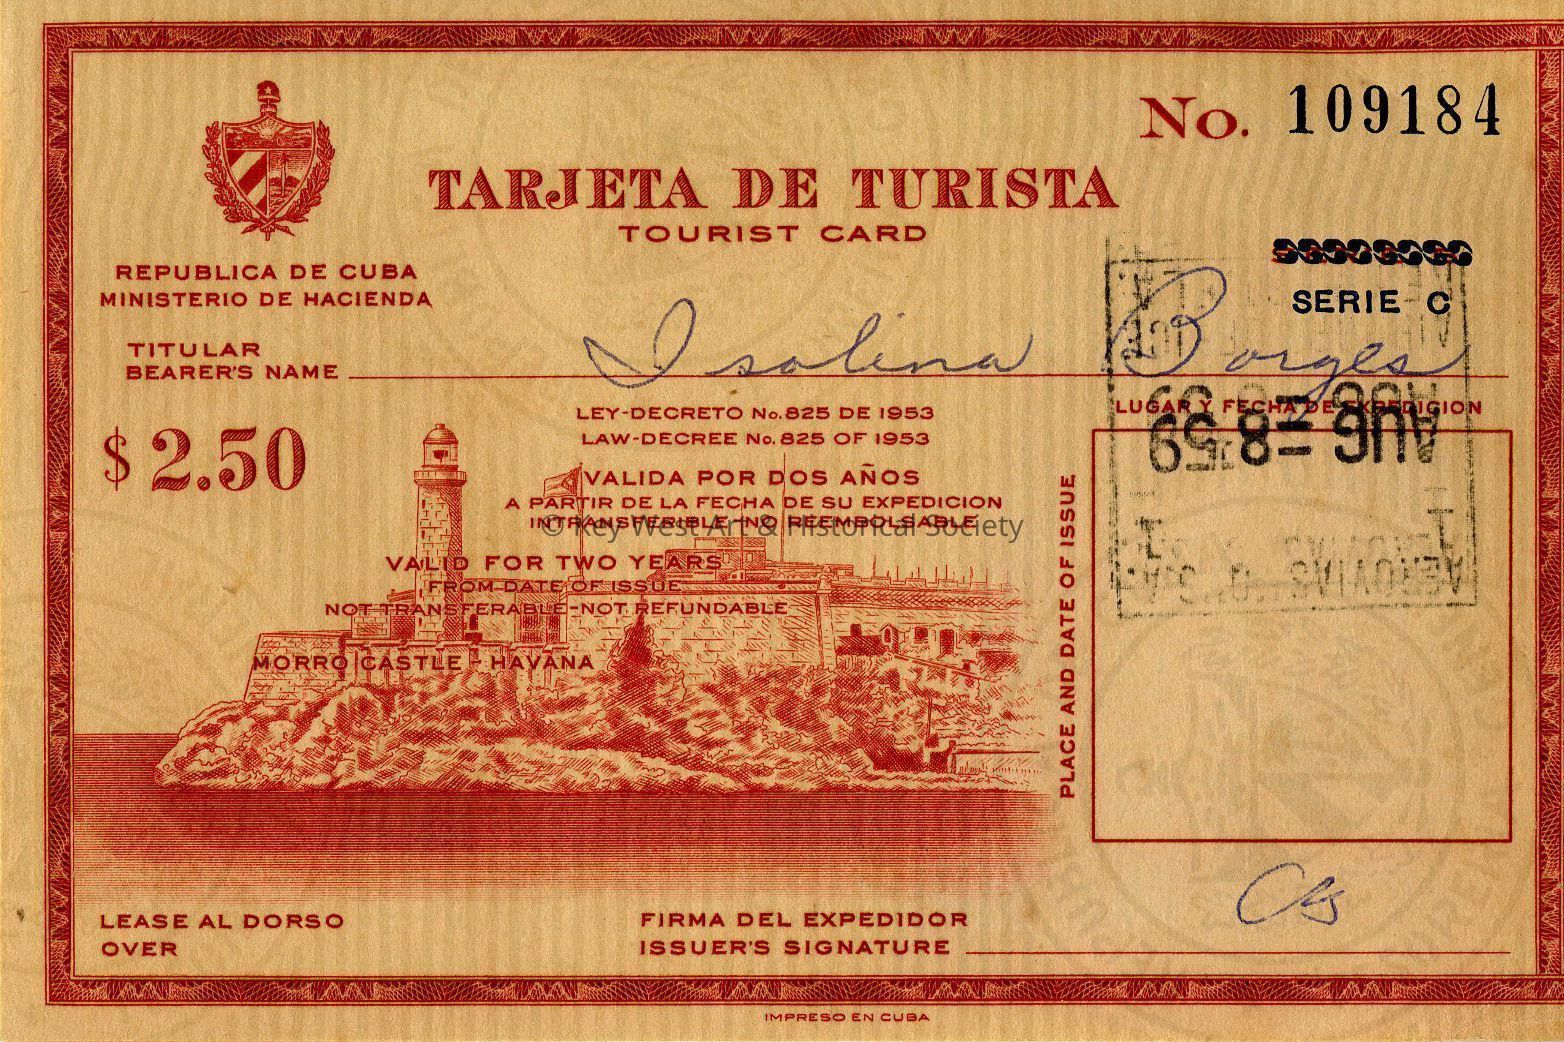 No. 109184
TARJETA DE TURISTA
TOURIST CARD
REPUBLICA DE CUBA
MINISTERIO DE HACIENDA
SERIE C
TITULAR
BEARER'S NAME Isolina Borges
LEY-DECRETO No. 825 DE 1953
LAW-DECREE No. 825 OF 1953
LUGAR Y FECHA DE EXPEDICION
AUG -8 59
$ 2.50
VALIDA POR DOS AÑOS
A PARTIR DE LA FECHA DE SU EXPEDICION
INTRANSFERIBLE, NO REEMBOLSABLE
© Key West Art & Historical Society
VALID FOR TWO YEARS
FROM DATE OF ISSUE
NOT TRANSFERABLE-NOT REFUNDABLE
MORRO CASTLE - HAVANA
PLACE AND DATE OF ISSUE
LEASE AL DORSO
OVER
FIRMA DEL EXPEDIDOR
ISSUER'S SIGNATURE
IMPRESO EN CUBA